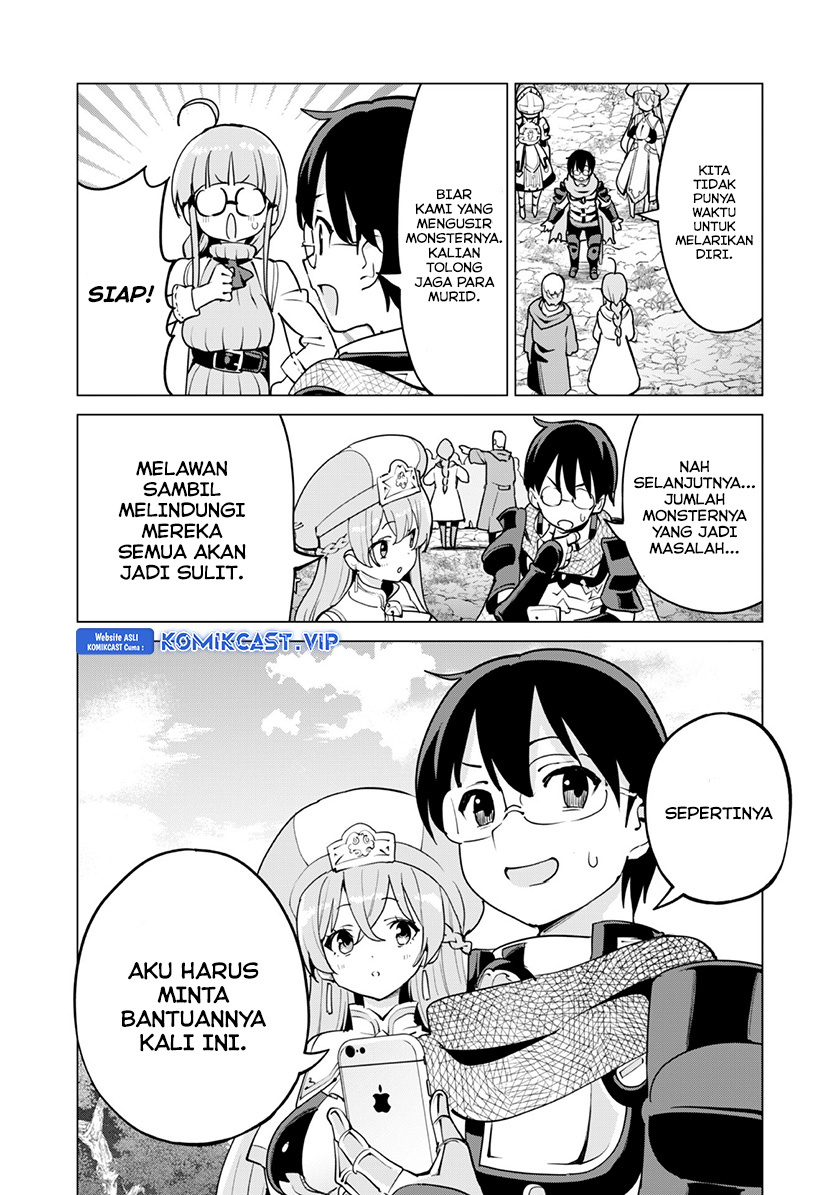 KITA
TIDAK
PUNYA
WAKTU
UNTUK
MELARIKAN
DIRI.
BIAR
KAMI YANG
MENGUSIR
MONSTERNYA.
KALIAN
TOLONG
JAGA PARA
MURID.
SIAP!
NAH
SELANJUTNYA...
JUMLAH
MONSTERNYA
YANG JADI
MASALAH...
MELAWAN
SAMBIL
MELINDUNGI
MEREKA
SEMUA AKAN
JADI SULIT.
Website ASLI
KOMIKCAST Cuma :
KOMIKCAST.VIP
SEPERTINYA
AKU HARUS
MINTA
BANTUANNYA
KALI INI.